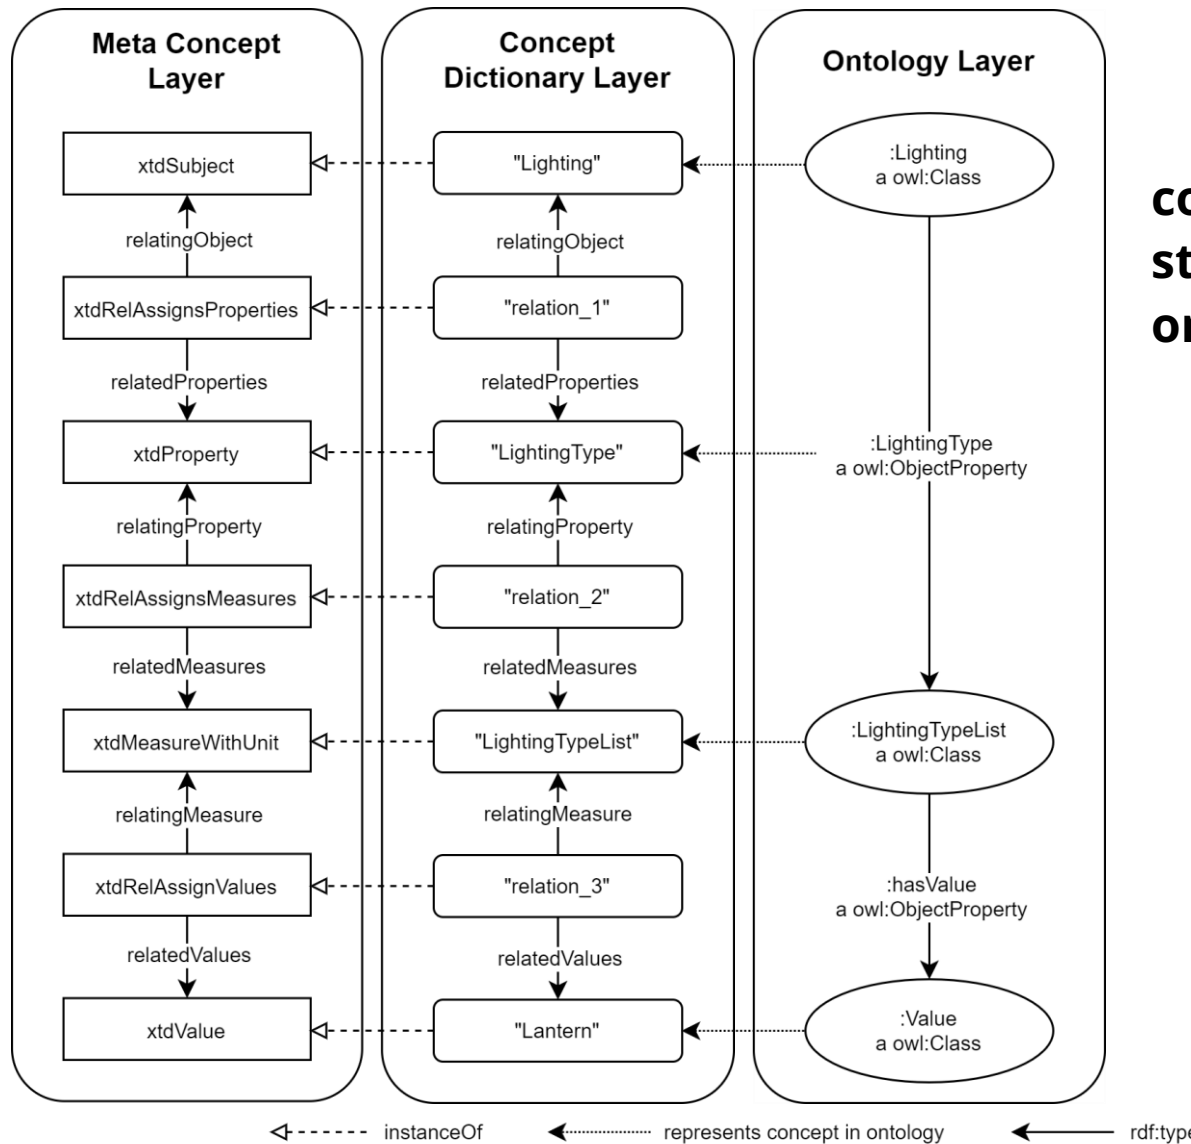 Meta Concept
Layer
xtdSubject
relatingObject
xtdRelAssignsProperties
relatedProperties
xtdProperty
relatingProperty
xtdRelAssignsMeasures
relatedMeasures
xtdMeasureWithUnit
relatingMeasure
xtdRelAssignValues
relatedValues
xtdValue
Concept
Dictionary Layer
"Lighting"
relatingObject
"relation_1"
relatedProperties
"LightingType"
relatingProperty
"relation_2"
relatedMeasures
"LightingTypeList"
relatingMeasure
"relation_3"
relatedValues
"Lantern"
Ontology Layer
:Lighting
a owl:Class
:LightingType
a owl:ObjectProperty
:LightingTypeList
a owl:Class
:hasValue
a owl:ObjectProperty
:Value
a owl:Class
instanceOf
represents concept in ontology
rdf:type